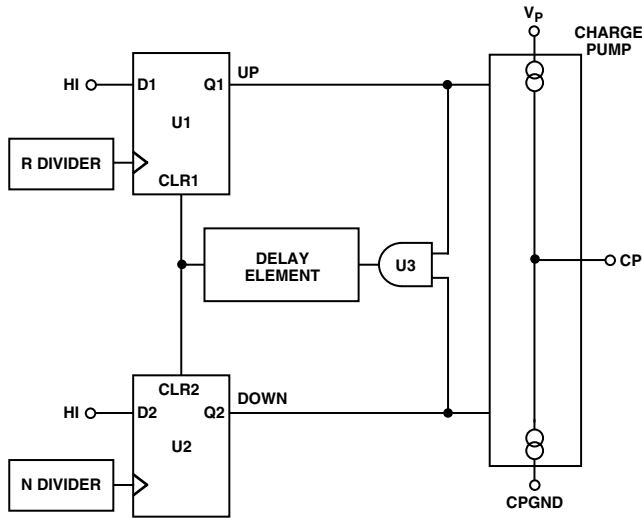 VP
CHARGE
PUMP
HI
D1
Q1
UP
U1
R DIVIDER
CLR1
DELAY
ELEMENT
U3
CP
CLR2
HI
D2
Q2
DOWN
U2
N DIVIDER
CPGND